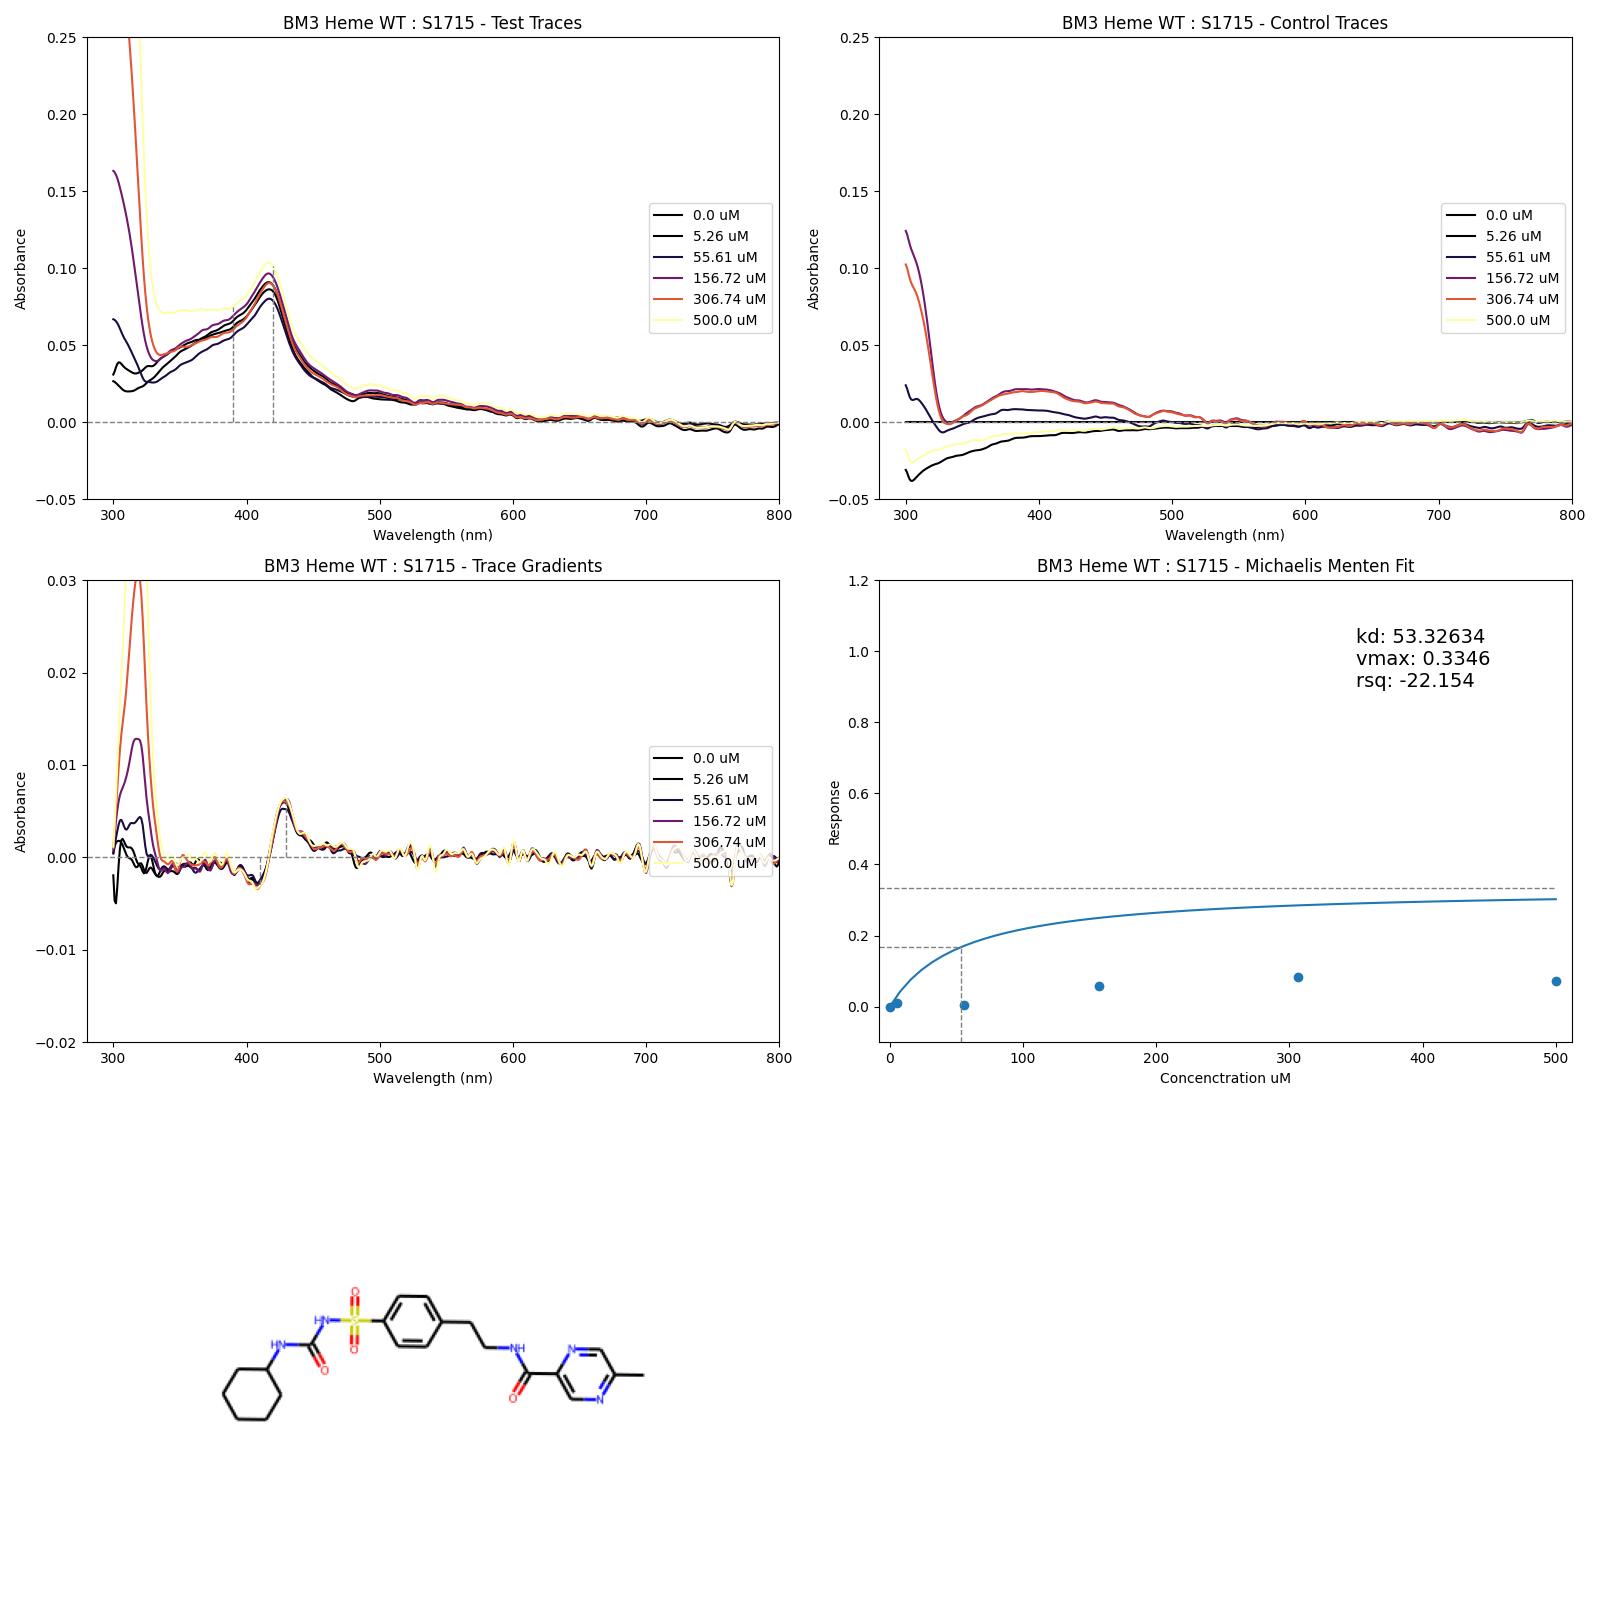 BM3 Heme WT : S1715 - Test Traces
0.25
0.20
0.15
0.10
0.05
0.00
−0.05
Absorbance
300 400 500 600 700 800
Wavelength (nm)
0.0 uM
5.26 uM
55.61 uM
156.72 uM
306.74 uM
500.0 uM
BM3 Heme WT : S1715 - Control Traces
0.25
0.20
0.15
0.10
0.05
0.00
−0.05
Absorbance
300 400 500 600 700 800
Wavelength (nm)
0.0 uM
5.26 uM
55.61 uM
156.72 uM
306.74 uM
500.0 uM
BM3 Heme WT : S1715 - Trace Gradients
0.03
0.02
0.01
0.00
−0.01
−0.02
Absorbance
300 400 500 600 700 800
Wavelength (nm)
0.0 uM
5.26 uM
55.61 uM
156.72 uM
306.74 uM
500.0 uM
BM3 Heme WT : S1715 - Michaelis Menten Fit
1.2
1.0
0.8
0.6
0.4
0.2
0.0
Response
0 100 200 300 400 500
Concenctration uM
kd: 53.32634
vmax: 0.3346
rsq: -22.154
O
HN S
O
HN
O
NH
O
N
N